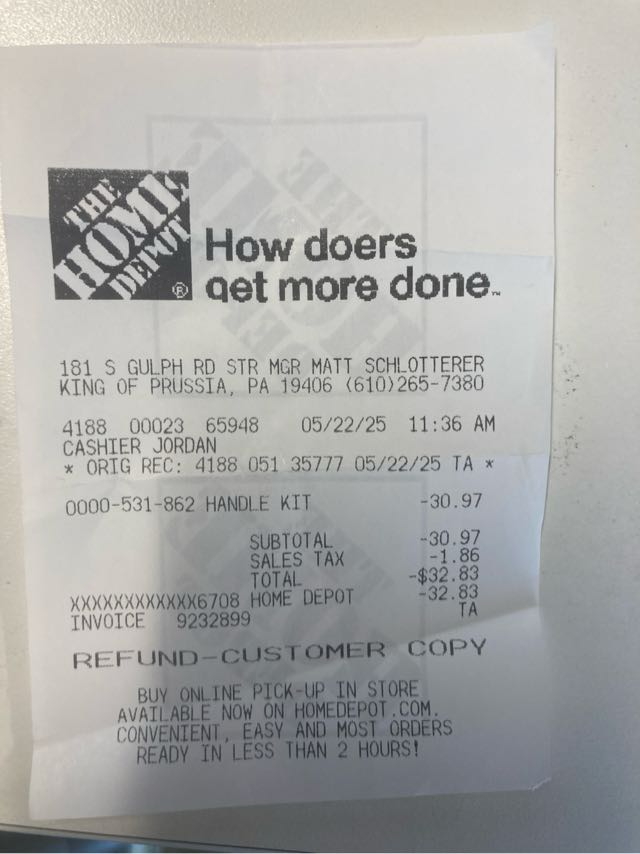 THE
HOME
DEPOT
®
How doers
get more done.™
181 S GULPH RD STR MGR MATT SCHLOTTERER
KING OF PRUSSIA, PA 19406 (610)265-7380
4188 00023 65948 05/22/25 11:36 AM
CASHIER JORDAN
* ORIG REC: 4188 051 35777 05/22/25 TA *
0000-531-862 HANDLE KIT -30.97
SUBTOTAL -30.97
SALES TAX -1.86
TOTAL -$32.83
XXXXXXXXXXXX6708 HOME DEPOT -32.83
INVOICE 9232899 TA
REFUND-CUSTOMER COPY
BUY ONLINE PICK-UP IN STORE
AVAILABLE NOW ON HOMEDEPOT.COM.
CONVENIENT, EASY AND MOST ORDERS
READY IN LESS THAN 2 HOURS!